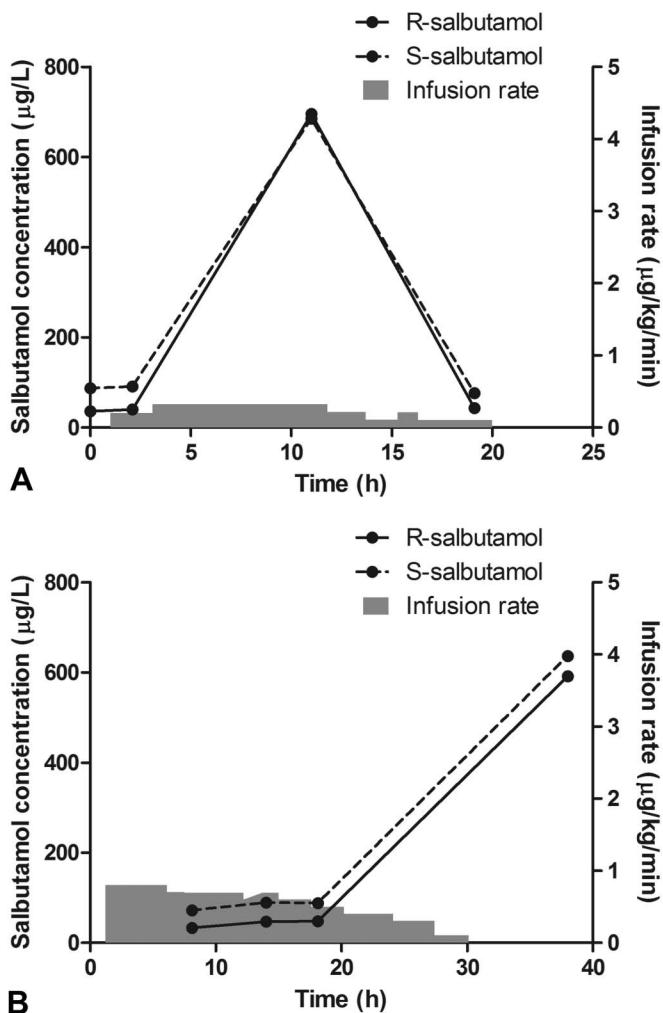 R-salbutamol
S-salbutamol
Infusion rate
Salbutamol concentration (µg/L)
800
600
400
200
0
5
4
3
2
1
0
Infusion rate (µg/kg/min)
0 5 10 15 20 25
Time (h)
A
R-salbutamol
S-salbutamol
Infusion rate
Salbutamol concentration (µg/L)
800
600
400
200
0
5
4
3
2
1
0
Infusion rate (µg/kg/min)
0 10 20 30 40
Time (h)
B